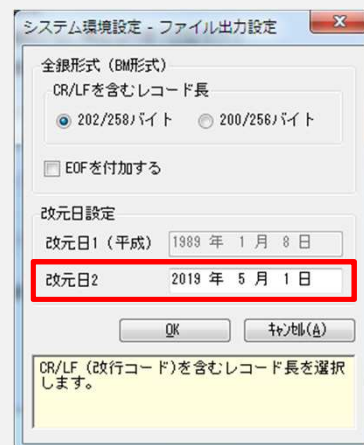 システム環境設定 - ファイル出力設定
全銀形式（BM形式）
CR/LFを含むレコード長
202/258バイト 200/256バイト
EOFを付加する
改元日設定
改元日1（平成） 1989 年 1 月 8 日
改元日2 2019 年 5 月 1 日
OK ｷｬﾝｾﾙ(A)
CR/LF（改行コード)を含むレコード長を選択
します。